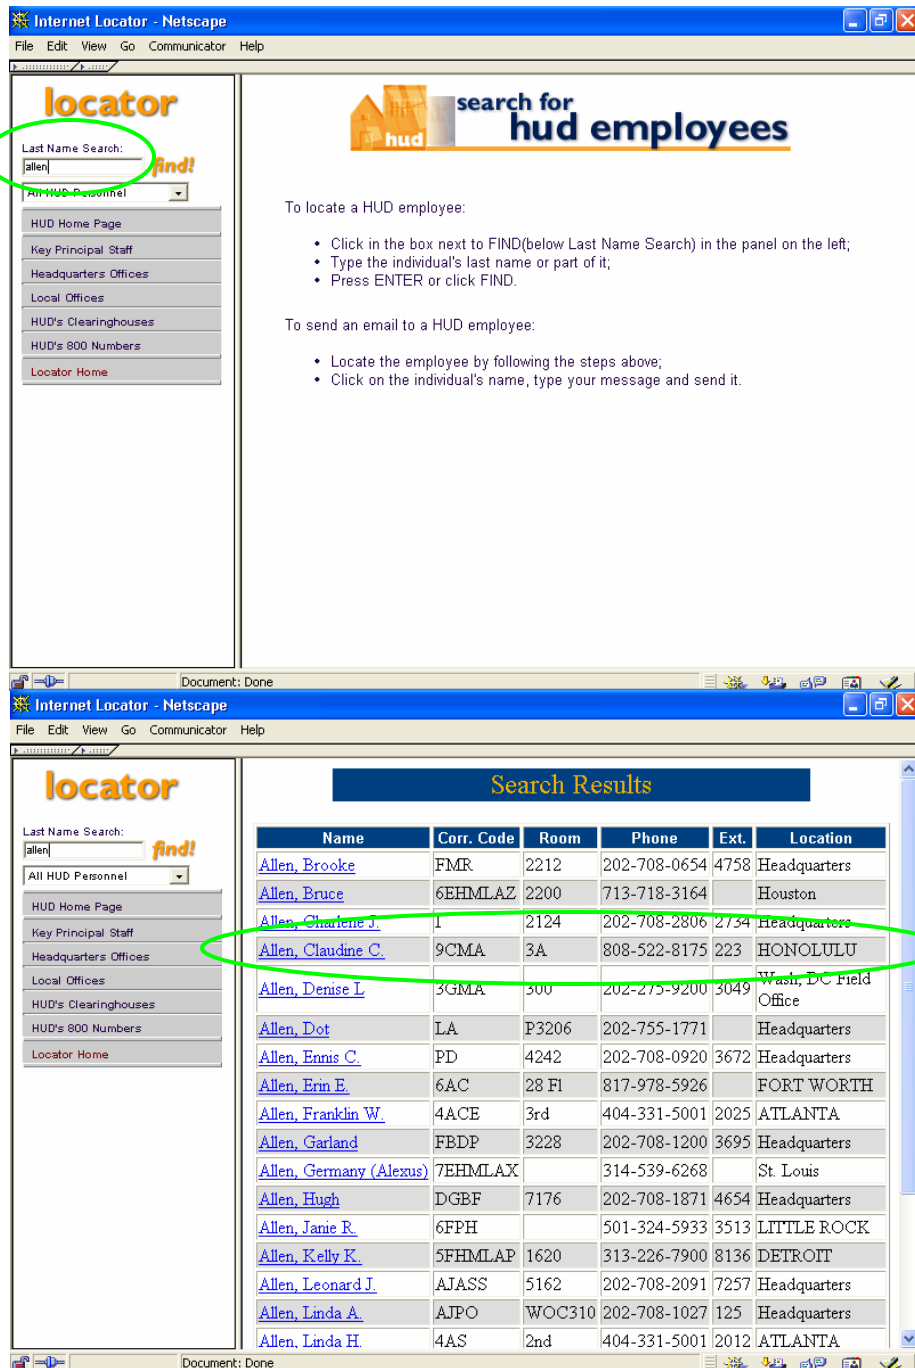 Internet Locator - Netscape
File Edit View Go Communicator Help
locator
Last Name Search:
allen
find!
All HUD Personnel
HUD Home Page
Key Principal Staff
Headquarters Offices
Local Offices
HUD's Clearinghouses
HUD's 800 Numbers
Locator Home
hud
search for
hud employees
To locate a HUD employee:
• Click in the box next to FIND(below Last Name Search) in the panel on the left;
• Type the individual's last name or part of it;
• Press ENTER or click FIND.
To send an email to a HUD employee:
• Locate the employee by following the steps above;
• Click on the individual's name, type your message and send it.
Document: Done
Internet Locator - Netscape
File Edit View Go Communicator Help
locator
Last Name Search:
allen
find!
All HUD Personnel
HUD Home Page
Key Principal Staff
Headquarters Offices
Local Offices
HUD's Clearinghouses
HUD's 800 Numbers
Locator Home
Search Results
Name Corr. Code Room Phone Ext. Location
Allen, Brooke FMR 2212 202-708-0654 4758 Headquarters
Allen, Bruce 6EHMLAZ 2200 713-718-3164 Houston
Allen, Charlene J. I 2124 202-708-2806 2734 Headquarters
Allen, Claudine C. 9CMA 3A 808-522-8175 223 HONOLULU
Allen, Denise L 3GMA 300 202-275-9200 3049 Wash, DC Field
Office
Allen, Dot LA P3206 202-755-1771 Headquarters
Allen, Ennis C. PD 4242 202-708-0920 3672 Headquarters
Allen, Erin E. 6AC 28 Fl 817-978-5926 FORT WORTH
Allen, Franklin W. 4ACE 3rd 404-331-5001 2025 ATLANTA
Allen, Garland FBDP 3228 202-708-1200 3695 Headquarters
Allen, Germany (Alexus) 7EHMLAX 314-539-6268 St. Louis
Allen, Hugh DGBF 7176 202-708-1871 4654 Headquarters
Allen, Janie R. 6FPH 501-324-5933 3513 LITTLE ROCK
Allen, Kelly K. 5FHMLAP 1620 313-226-7900 8136 DETROIT
Allen, Leonard J. AJASS 5162 202-708-2091 7257 Headquarters
Allen, Linda A. AJPO WOC310 202-708-1027 125 Headquarters
Allen, Linda H. 4AS 2nd 404-331-5001 2012 ATLANTA
Document: Done